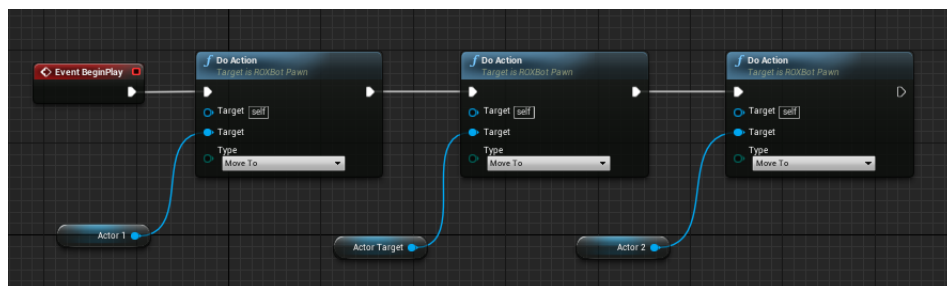 Event BeginPlay
f Do Action
Target is ROXBot Pawn
Target self
Target
Type
Move To
f Do Action
Target is ROXBot Pawn
Target self
Target
Type
Move To
f Do Action
Target is ROXBot Pawn
Target self
Target
Type
Move To
Actor 1
Actor Target
Actor 2